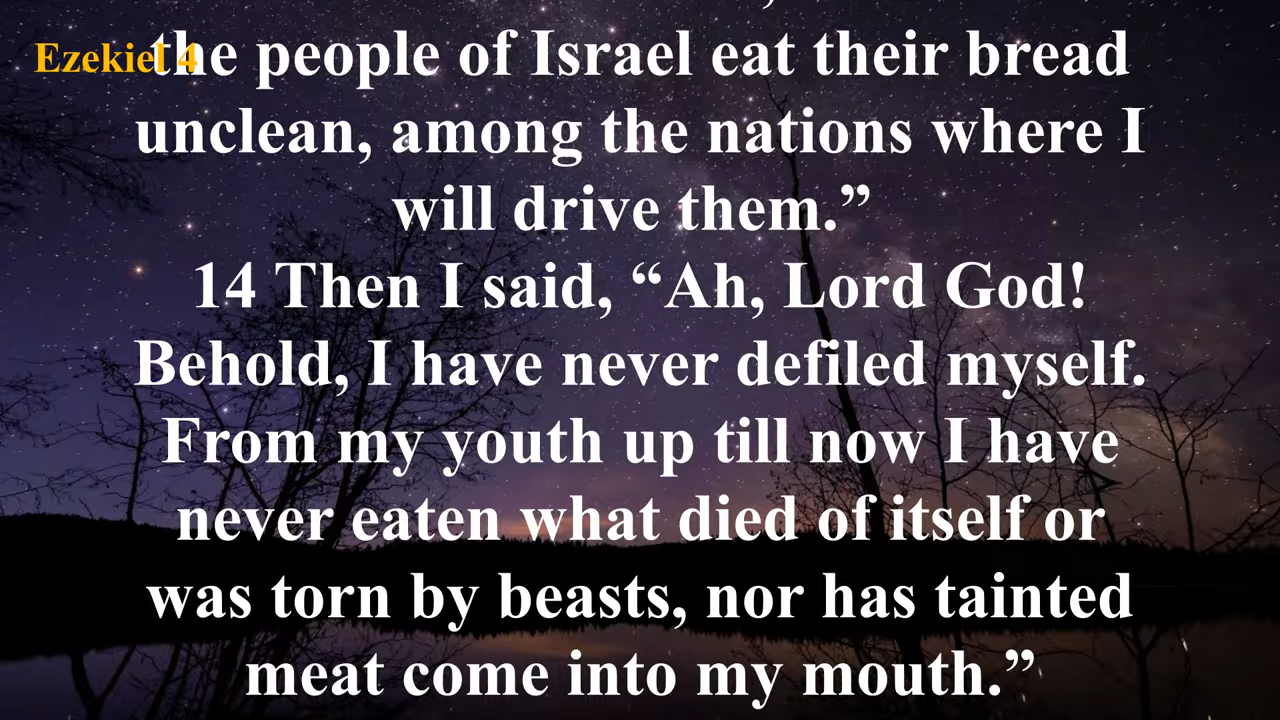 Ezekiel 4
the people of Israel eat their bread
unclean, among the nations where I
will drive them.”
14 Then I said, “Ah, Lord God!
Behold, I have never defiled myself.
From my youth up till now I have
never eaten what died of itself or
was torn by beasts, nor has tainted
meat come into my mouth.”